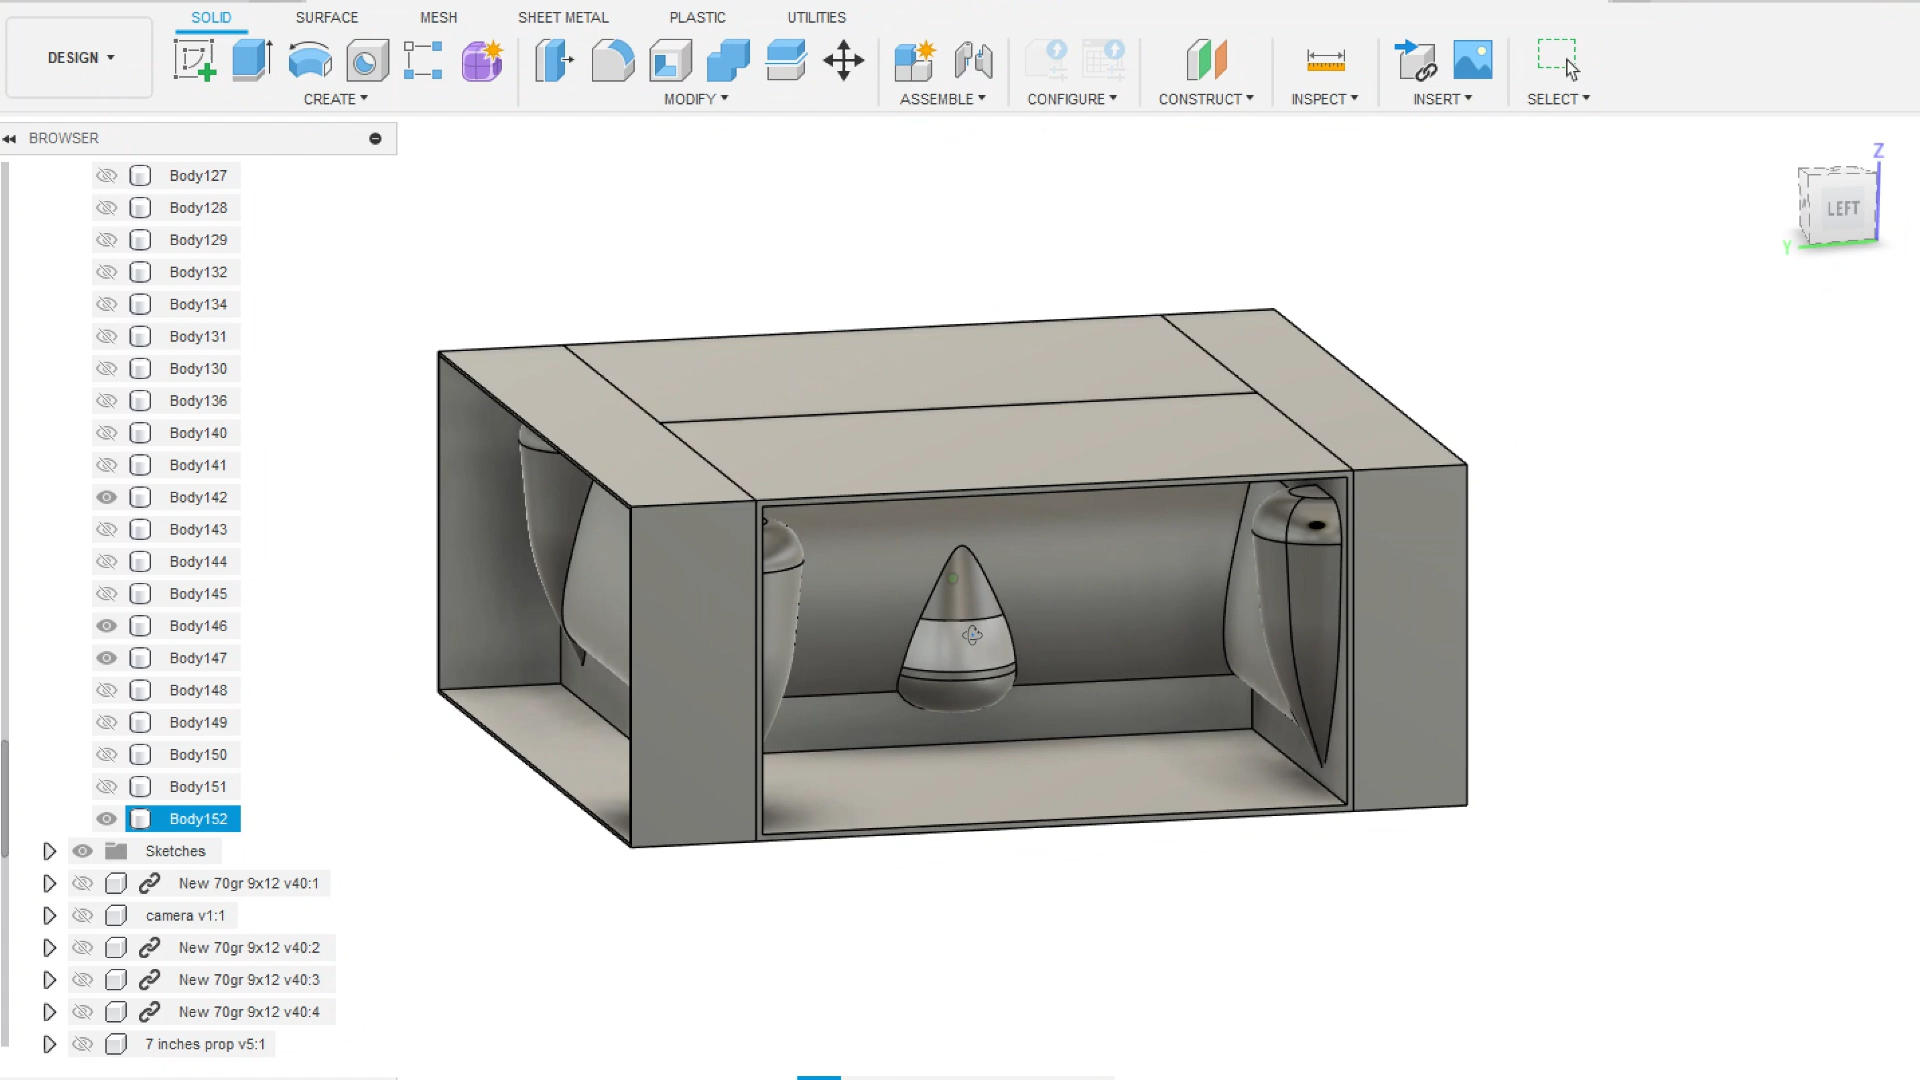 SOLID SURFACE MESH SHEET METAL PLASTIC UTILITIES
DESIGN
CREATE MODIFY ASSEMBLE CONFIGURE CONSTRUCT INSPECT INSERT SELECT
BROWSER
Body127
Body128
Body129
Body132
Body134
Body131
Body130
Body136
Body140
Body141
Body142
Body143
Body144
Body145
Body146
Body147
Body148
Body149
Body150
Body151
Body152
Sketches
New 70gr 9x12 v40:1
camera v1:1
New 70gr 9x12 v40:2
New 70gr 9x12 v40:3
New 70gr 9x12 v40:4
7 inches prop v5:1
Z
LEFT
Y